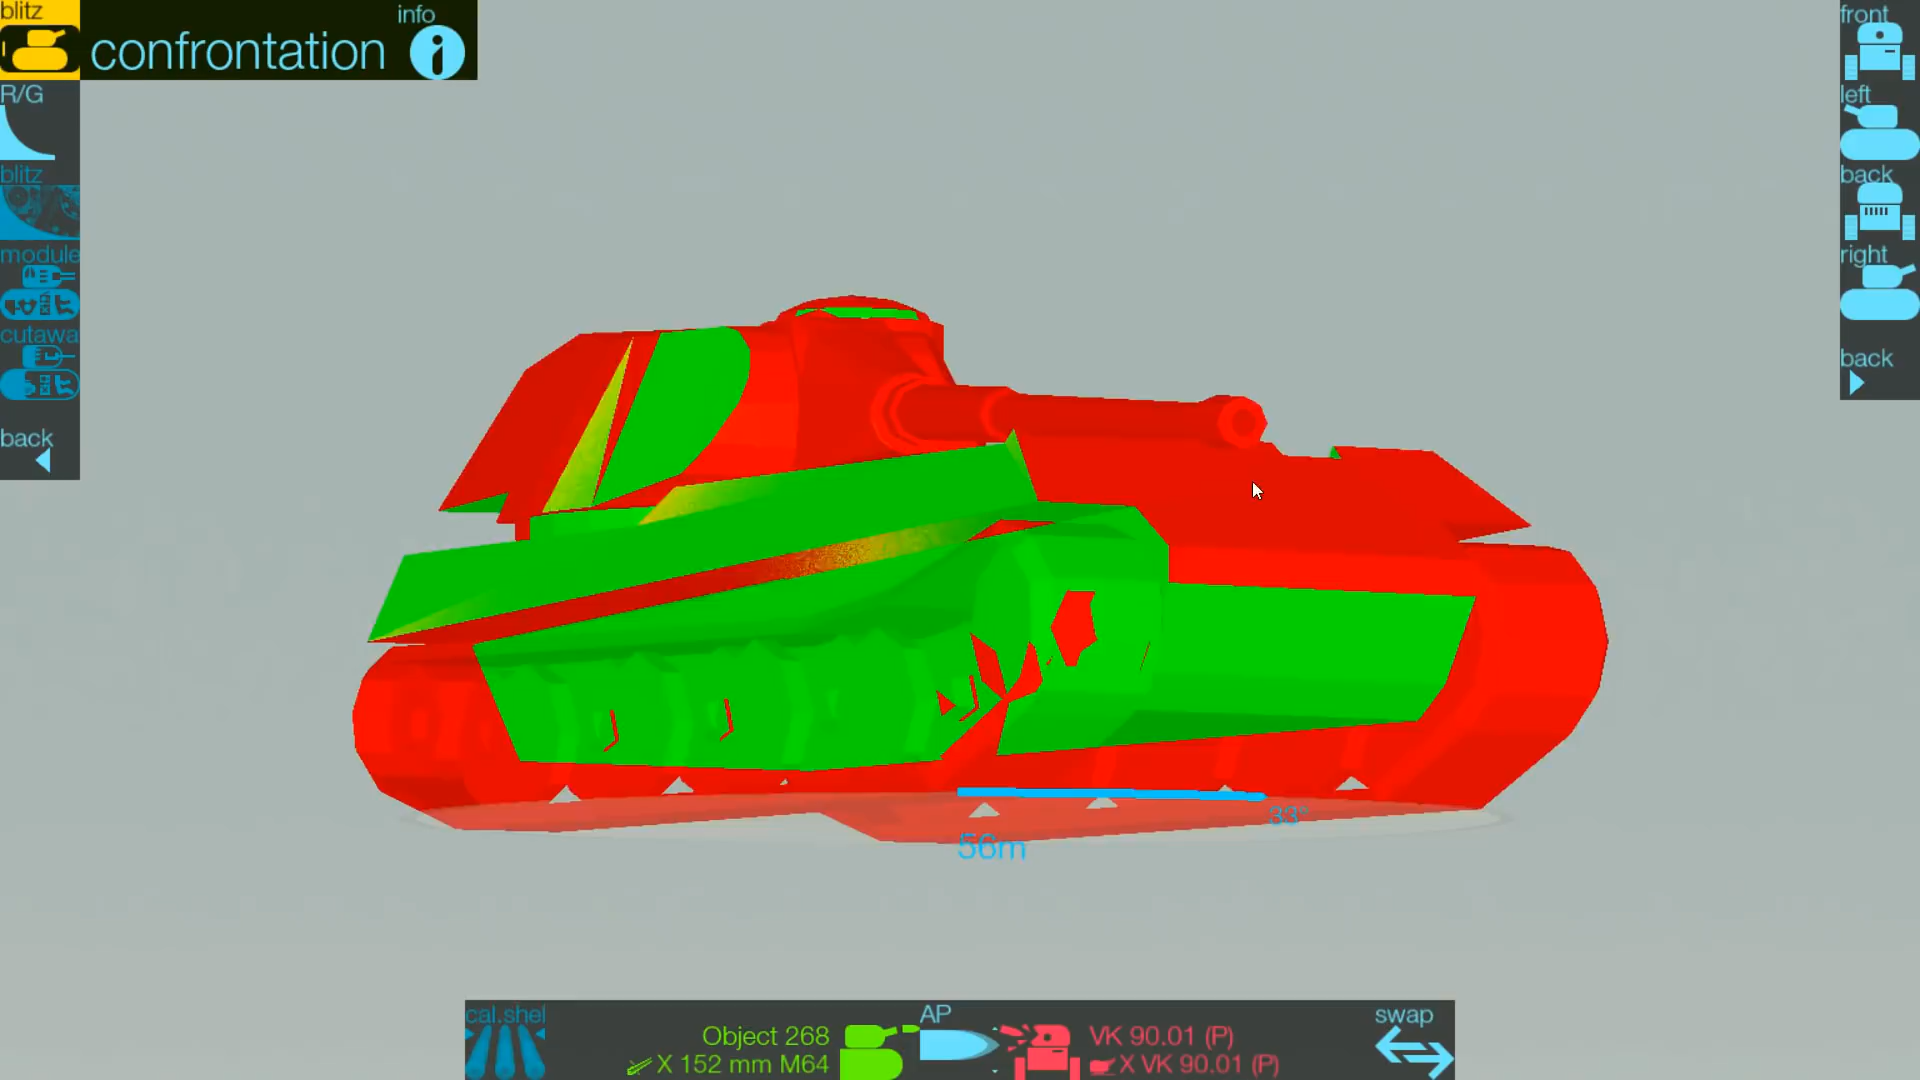 blitz
confrontation
info
R/G
blitz
module
cutawa
back
front
left
back
right
back
33°
56m
cal.shel
Object 268
X 152 mm M64
AP
VK 90.01 (P)
X VK 90.01 (P)
swap